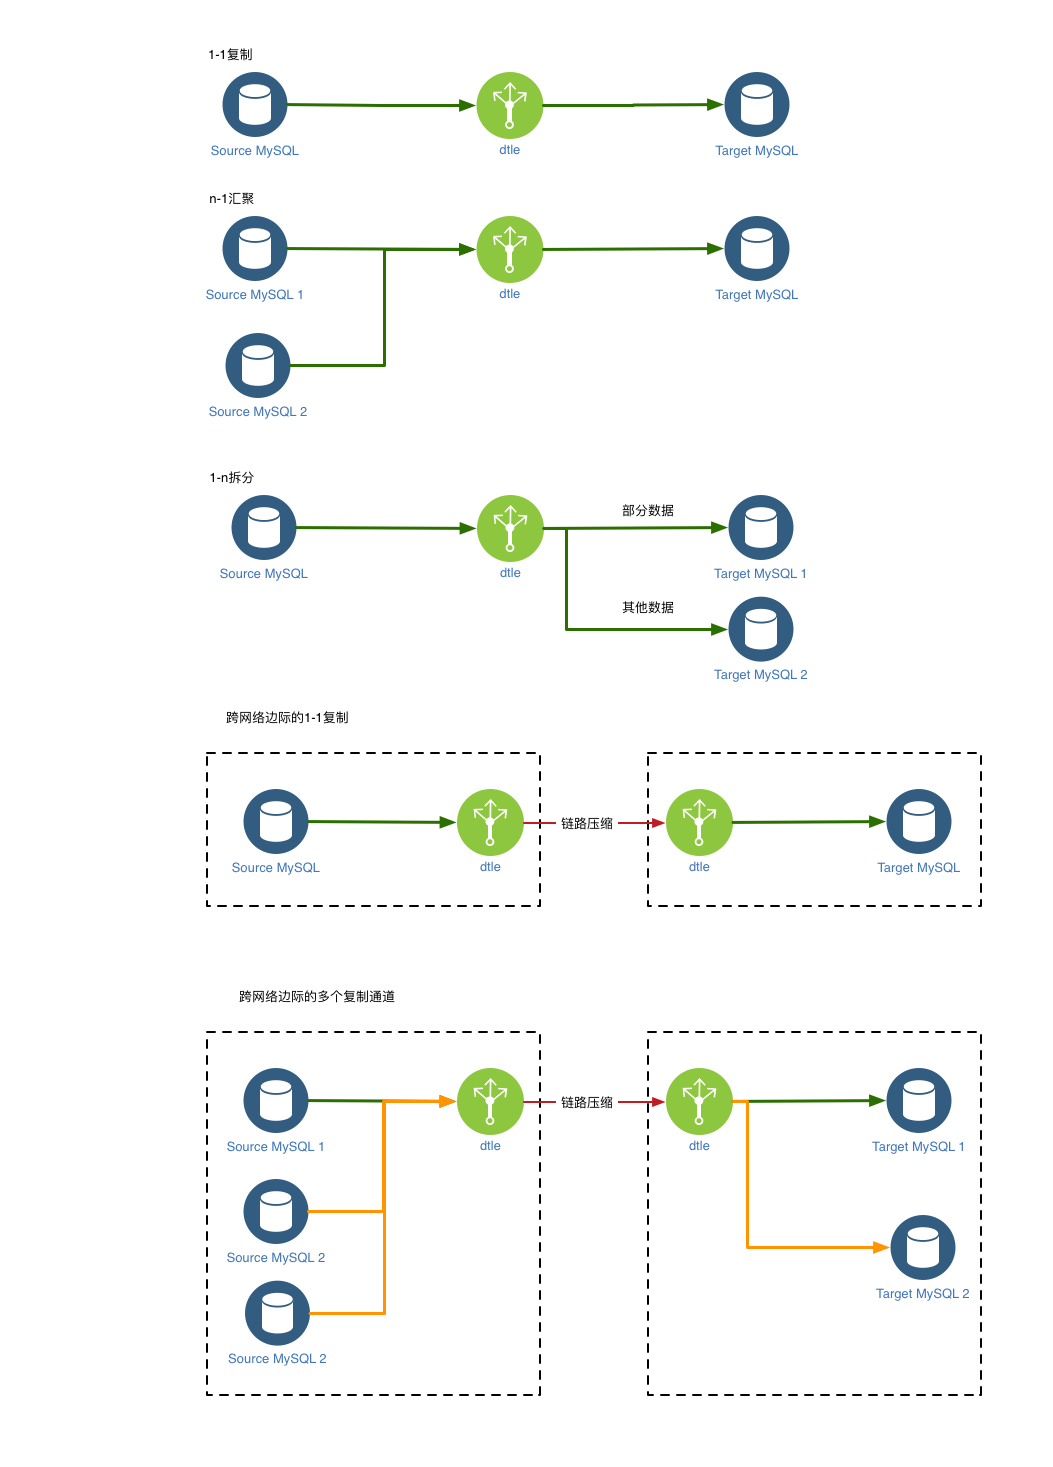 1-1复制
Source MySQL
dtle
Target MySQL
n-1汇聚
Source MySQL 1
dtle
Target MySQL
Source MySQL 2
1-n拆分
部分数据
Source MySQL
dtle
Target MySQL 1
其他数据
Target MySQL 2
跨网络边际的1-1复制
链路压缩
Source MySQL
dtle
dtle
Target MySQL
跨网络边际的多个复制通道
链路压缩
Source MySQL 1
dtle
dtle
Target MySQL 1
Source MySQL 2
Target MySQL 2
Source MySQL 2